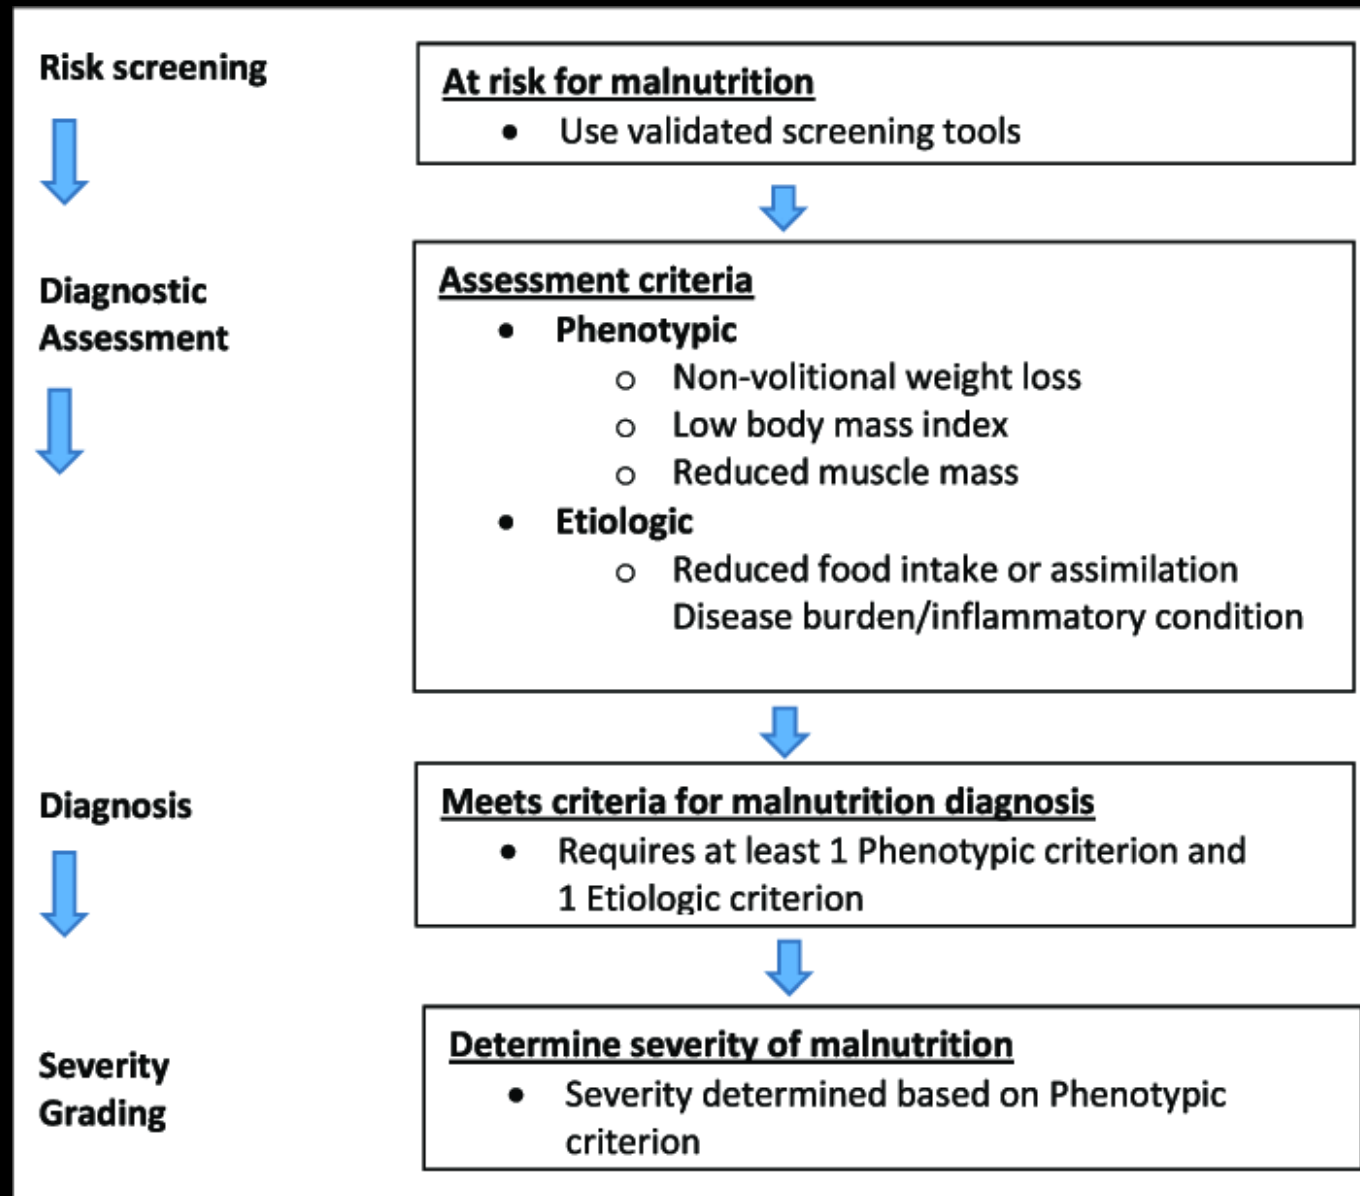 Risk screening
At risk for malnutrition
• Use validated screening tools
Diagnostic
Assessment
Assessment criteria
• Phenotypic
o Non-volitional weight loss
o Low body mass index
o Reduced muscle mass
• Etiologic
o Reduced food intake or assimilation
Disease burden/inflammatory condition
Diagnosis
Meets criteria for malnutrition diagnosis
• Requires at least 1 Phenotypic criterion and
1 Etiologic criterion
Severity
Grading
Determine severity of malnutrition
• Severity determined based on Phenotypic
criterion